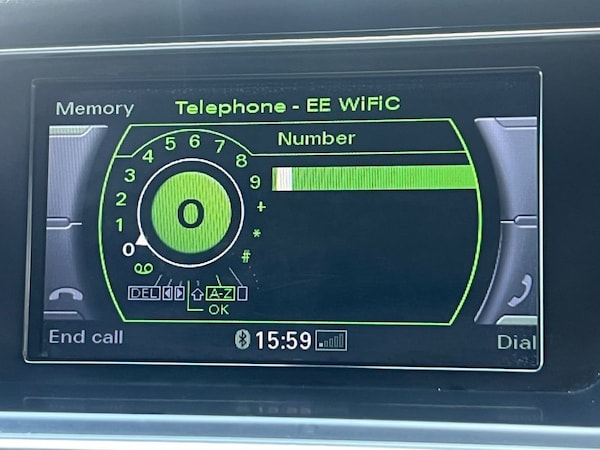 Memory
Telephone - EE WiFiC
Number
0
1
2
3
4
5
6
7
8
9
+
*
#
0
DEL
A-Z
OK
End call
15:59
Dial